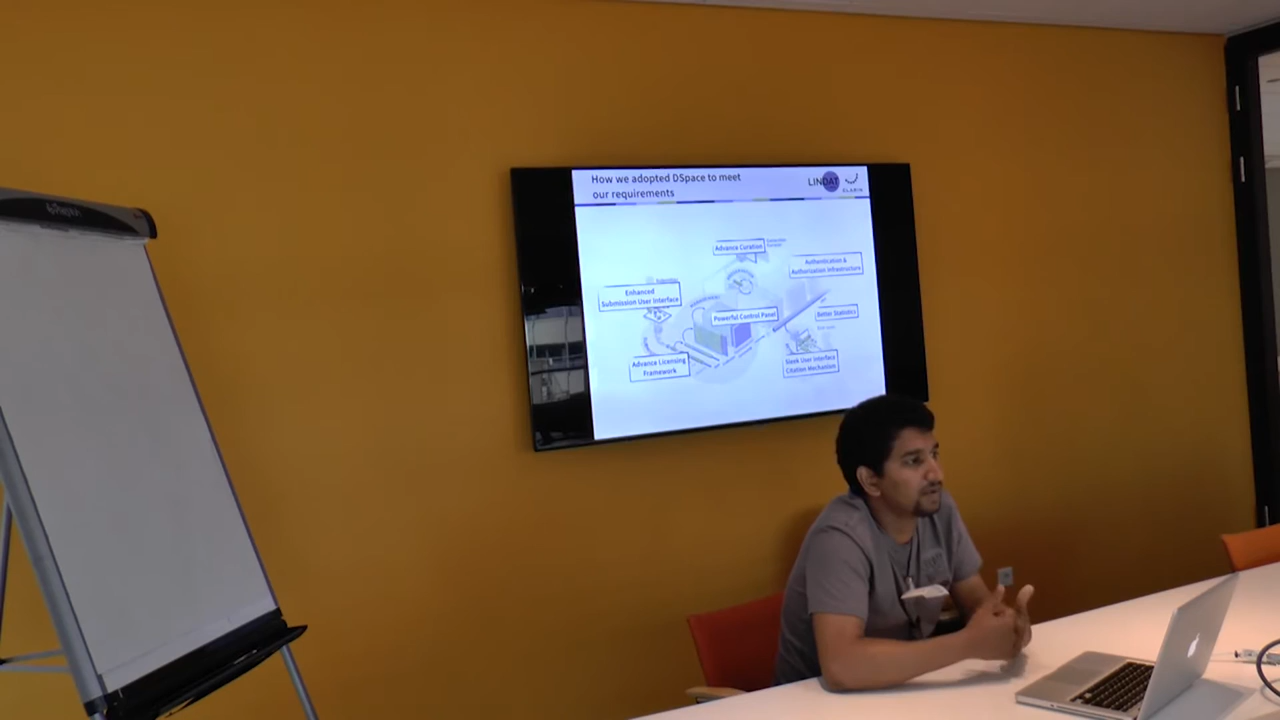 How we adopted DSpace to meet
our requirements
LINDAT
CLARIN
Advance Curation
Authentication &
Authorization Infrastructure
Enhanced
Submission User Interface
Powerful Control Panel
Better Statistics
Advance Licensing
Framework
Sleek User Interface
Citation Mechanism